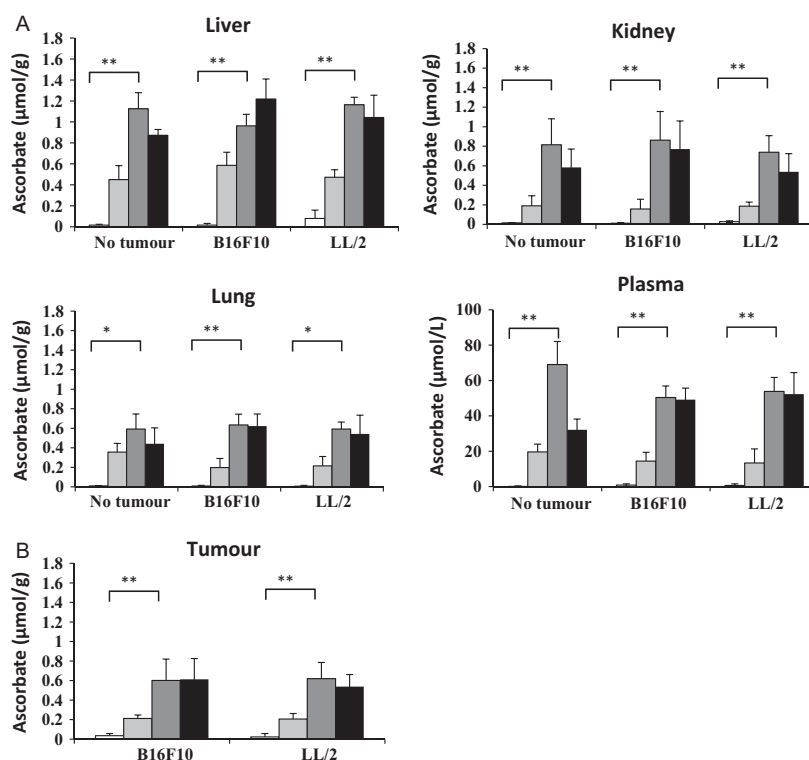 A
Liver
Ascorbate (µmol/g)
1.8
1.6
1.4
1.2
1
0.8
0.6
0.4
0.2
0
**
**
**
No tumour
B16F10
LL/2
Kidney
Ascorbate (µmol/g)
1.8
1.6
1.4
1.2
1
0.8
0.6
0.4
0.2
0
**
**
**
No tumour
B16F10
LL/2
Lung
Ascorbate (µmol/g)
1.8
1.6
1.4
1.2
1
0.8
0.6
0.4
0.2
0
*
**
*
No tumour
B16F10
LL/2
Plasma
Ascorbate (µmol/L)
100
80
60
40
20
0
**
**
**
No tumour
B16F10
LL/2
B
Tumour
Ascorbate (µmol/g)
1.8
1.6
1.4
1.2
1
0.8
0.6
0.4
0.2
0
**
**
B16F10
LL/2